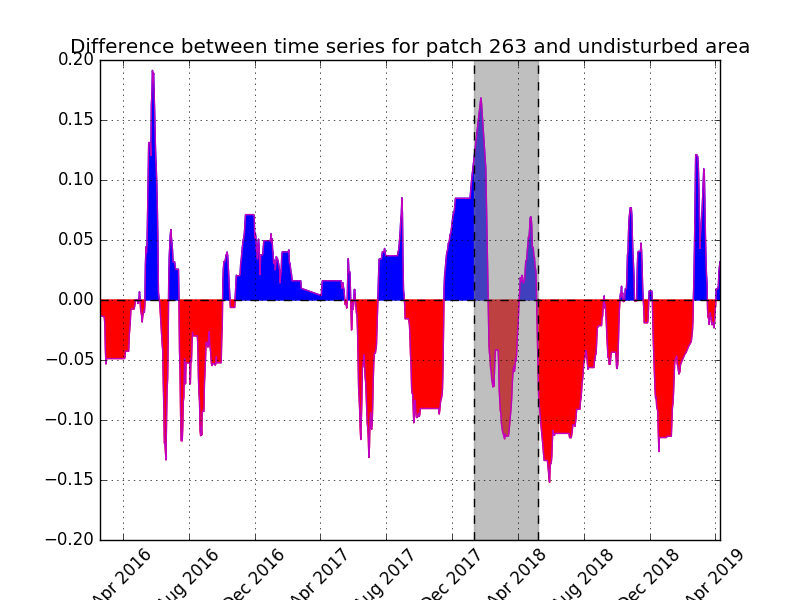 Difference between time series for patch 263 and undisturbed area
0.20
0.15
0.10
0.05
0.00
−0.05
−0.10
−0.15
−0.20
Apr 2016
Aug 2016
Dec 2016
Apr 2017
Aug 2017
Dec 2017
Apr 2018
Aug 2018
Dec 2018
Apr 2019